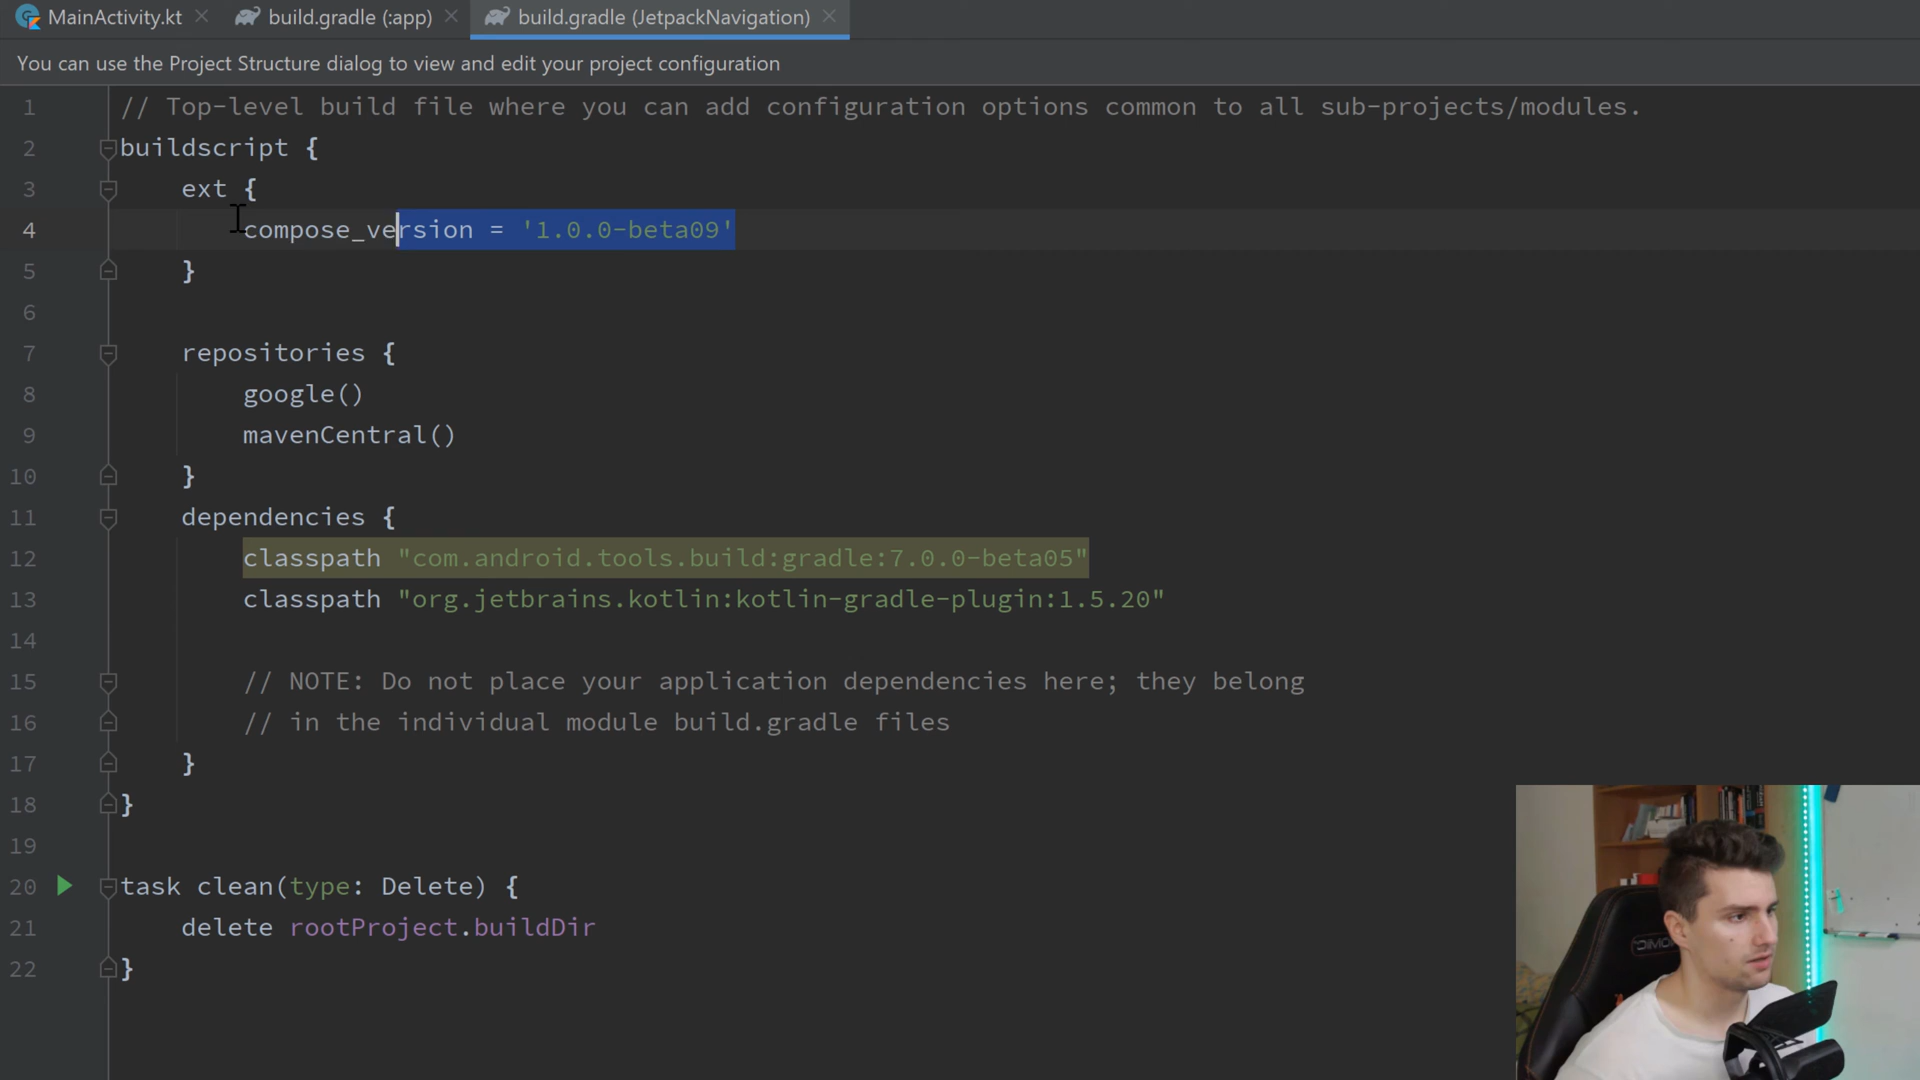 MainActivity.kt
build.gradle (:app)
build.gradle (JetpackNavigation)
You can use the Project Structure dialog to view and edit your project configuration
1 // Top-level build file where you can add configuration options common to all sub-projects/modules.
2 buildscript {
3 ext {
4 compose_version = '1.0.0-beta09'
5 }
6
7 repositories {
8 google()
9 mavenCentral()
10 }
11 dependencies {
12 classpath "com.android.tools.build:gradle:7.0.0-beta05"
13 classpath "org.jetbrains.kotlin:kotlin-gradle-plugin:1.5.20"
14
15 // NOTE: Do not place your application dependencies here; they belong
16 // in the individual module build.gradle files
17 }
18 }
19
20 task clean(type: Delete) {
21 delete rootProject.buildDir
22 }